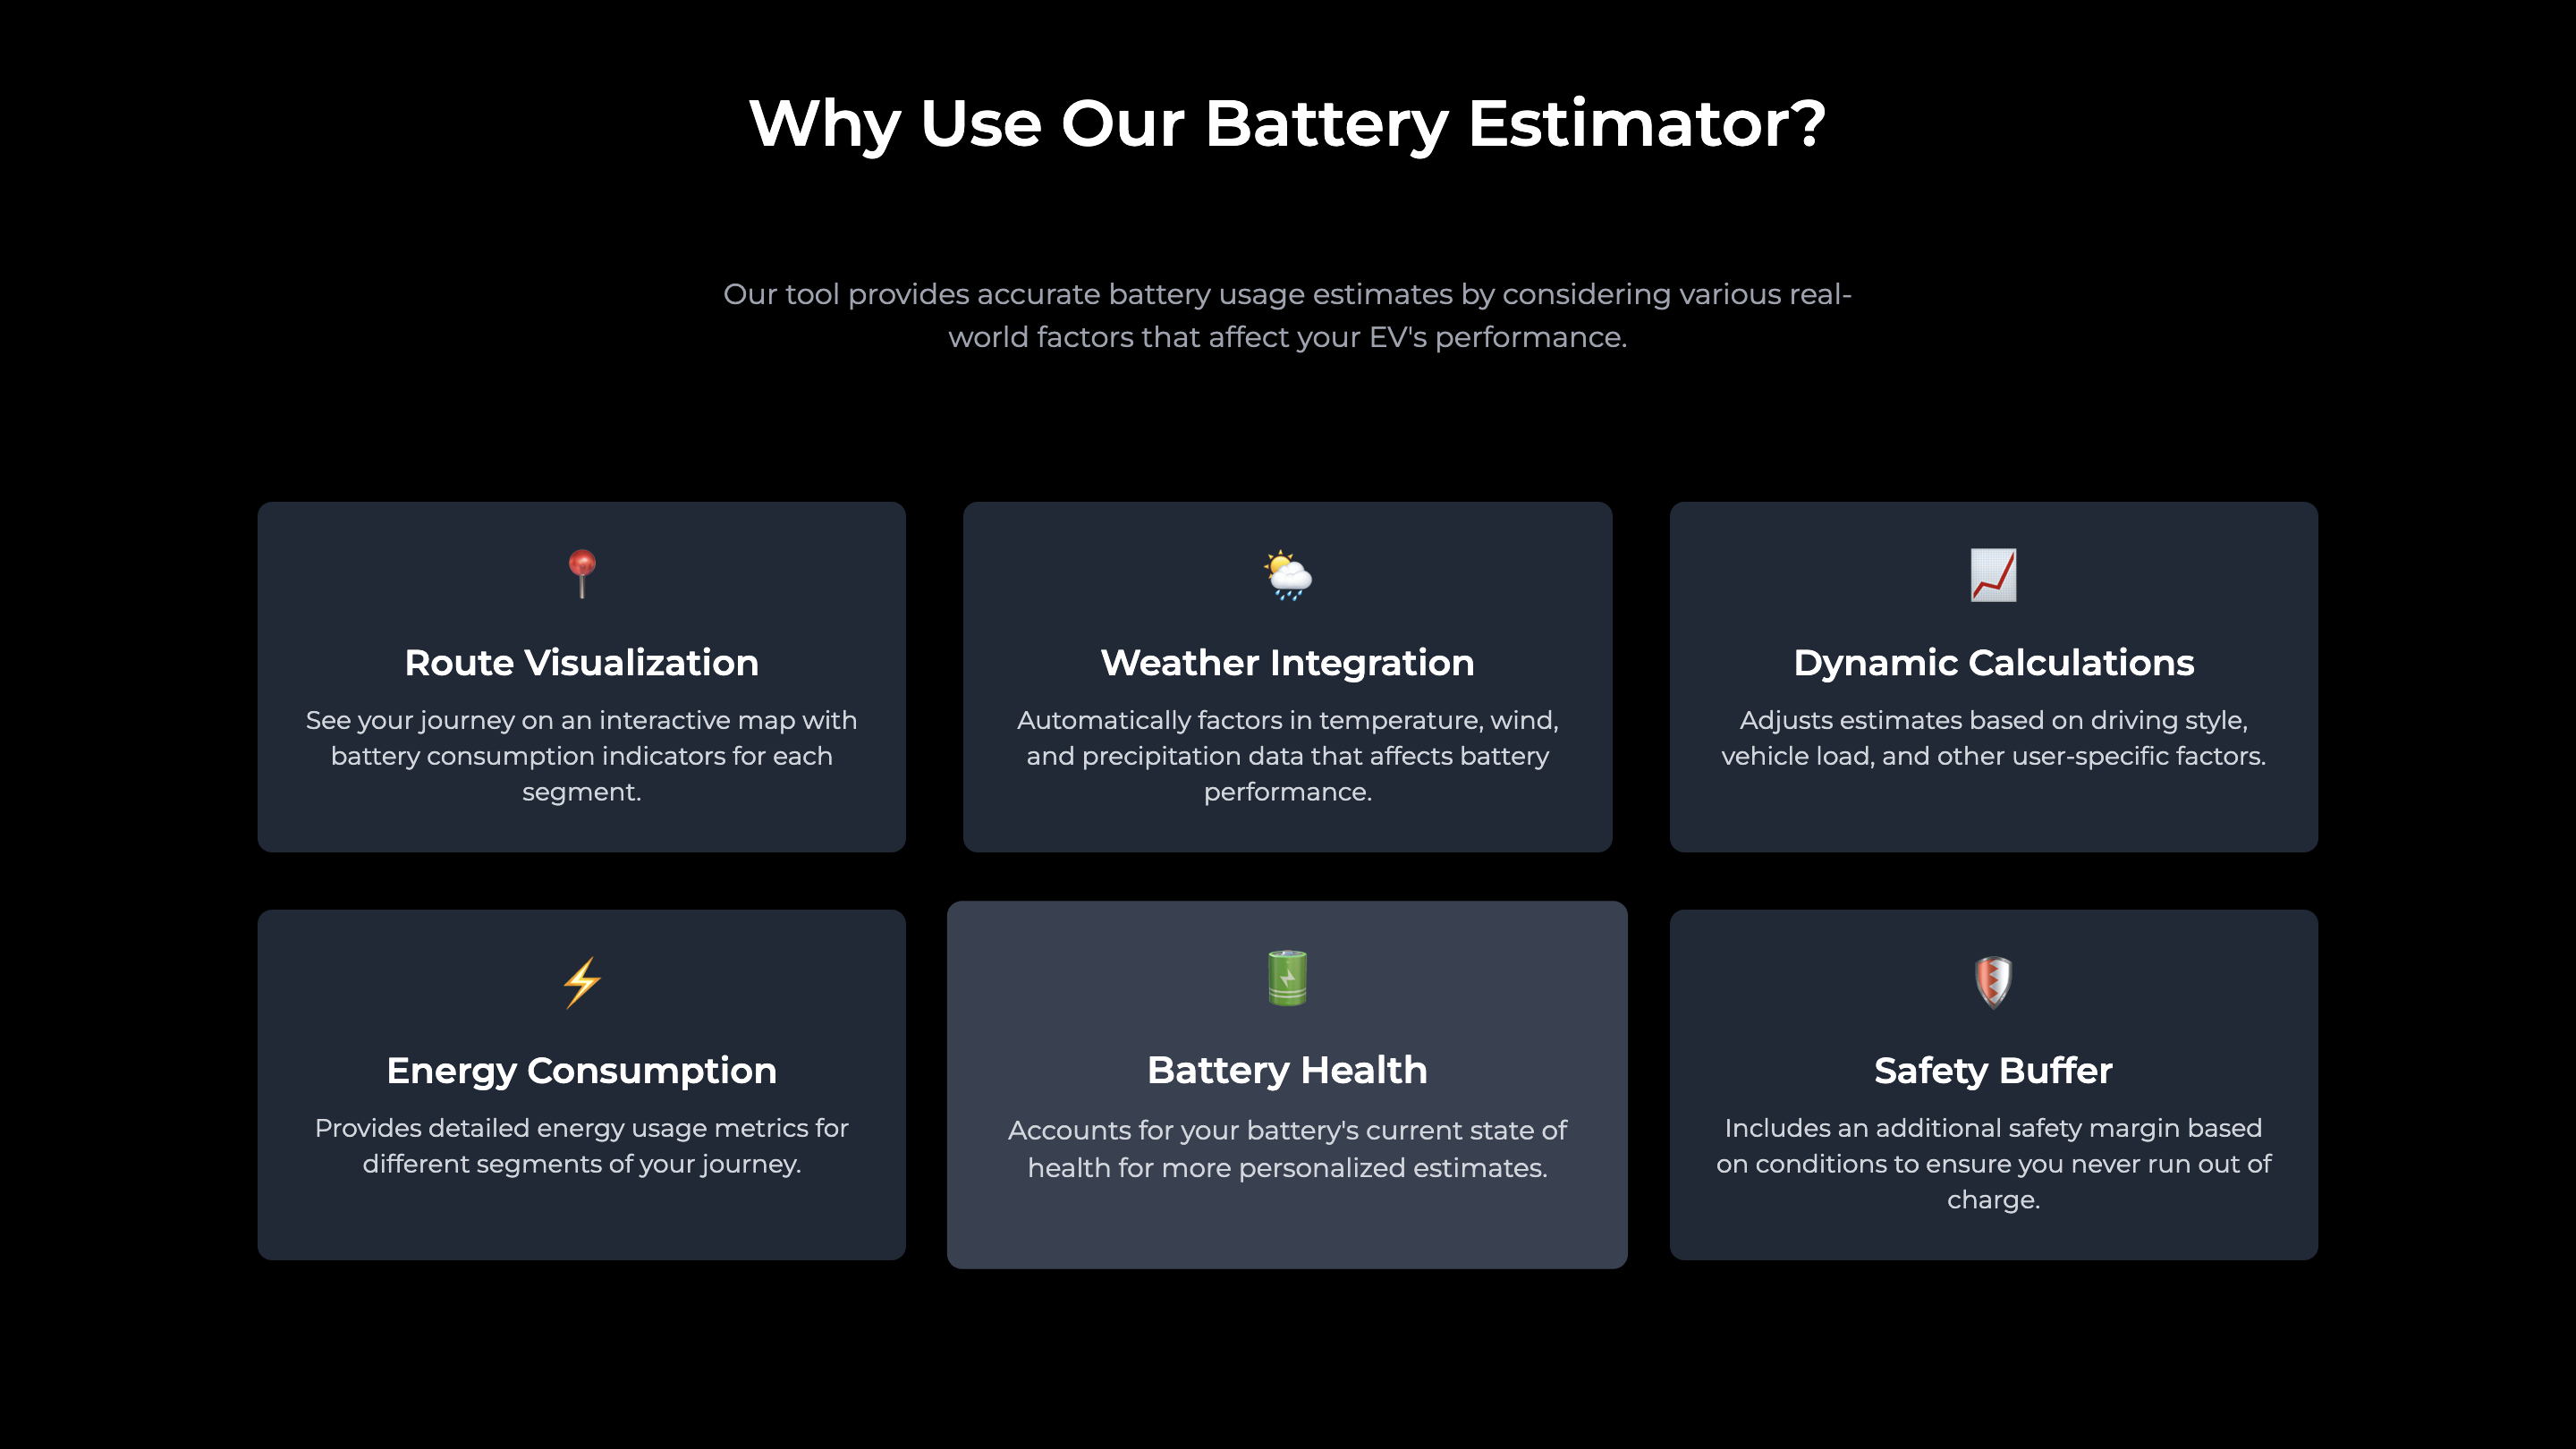 Why Use Our Battery Estimator?
Our tool provides accurate battery usage estimates by considering various real-
world factors that affect your EV's performance.
Route Visualization
See your journey on an interactive map with
battery consumption indicators for each
segment.
Weather Integration
Automatically factors in temperature, wind,
and precipitation data that affects battery
performance.
Dynamic Calculations
Adjusts estimates based on driving style,
vehicle load, and other user-specific factors.
Energy Consumption
Provides detailed energy usage metrics for
different segments of your journey.
Battery Health
Accounts for your battery's current state of
health for more personalized estimates.
Safety Buffer
Includes an additional safety margin based
on conditions to ensure you never run out of
charge.